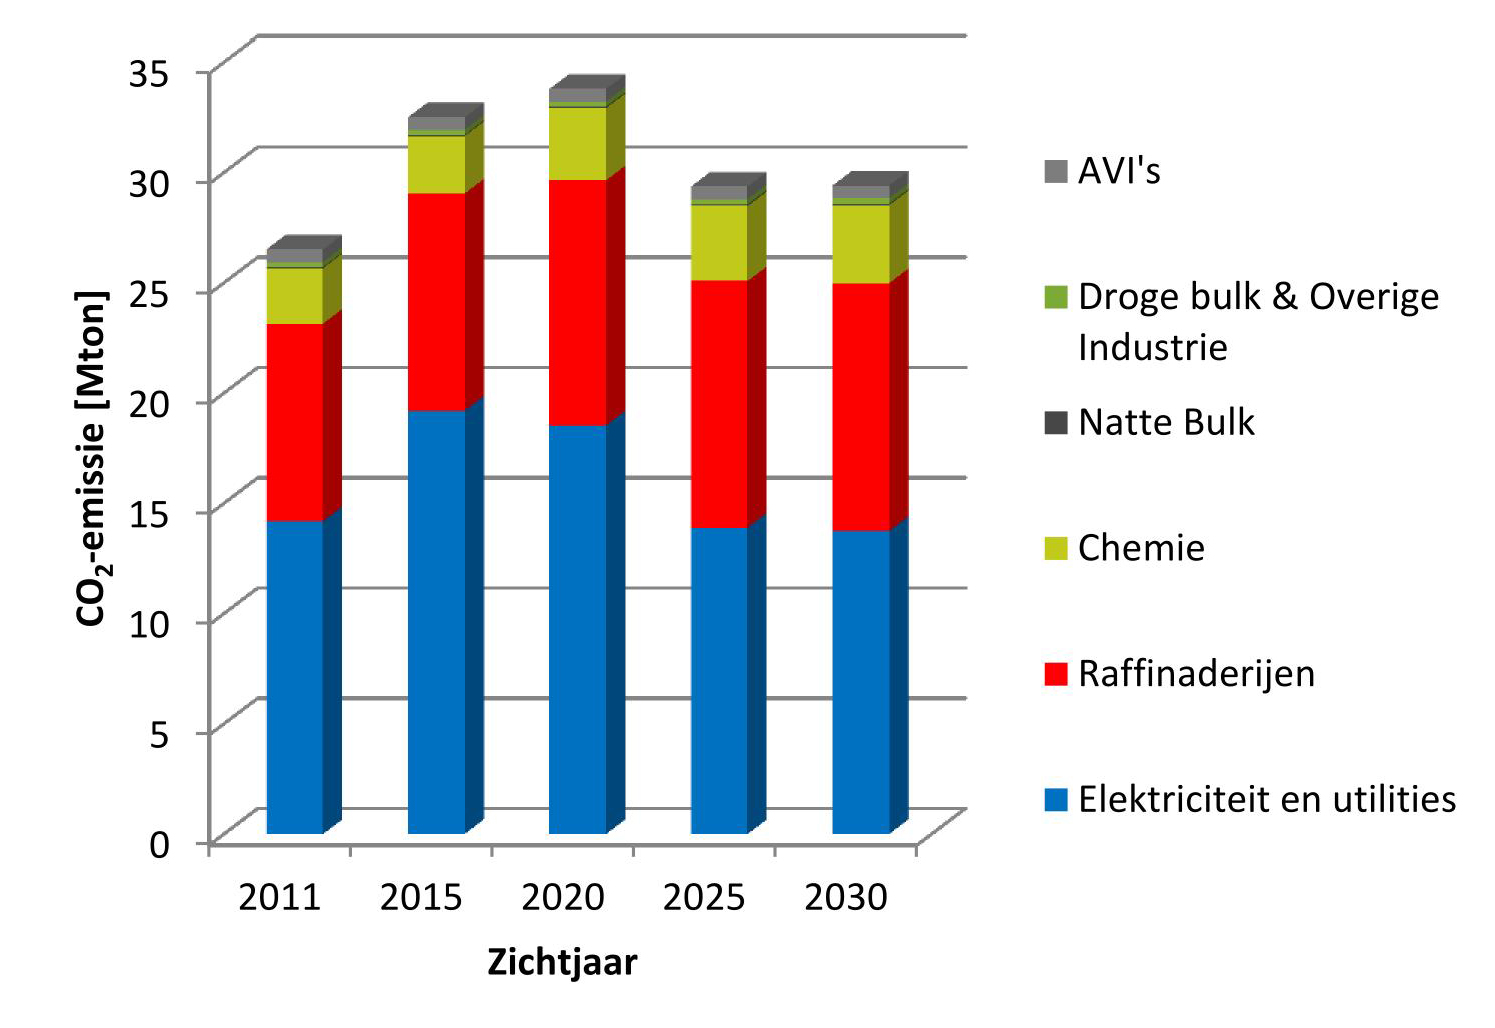 35
30
25
20
15
10
5
0
CO₂-emissie [Mton]
2011 2015 2020 2025 2030
Zichtjaar
AVI's
Droge bulk & Overige
Industrie
Natte Bulk
Chemie
Raffinaderijen
Elektriciteit en utilities